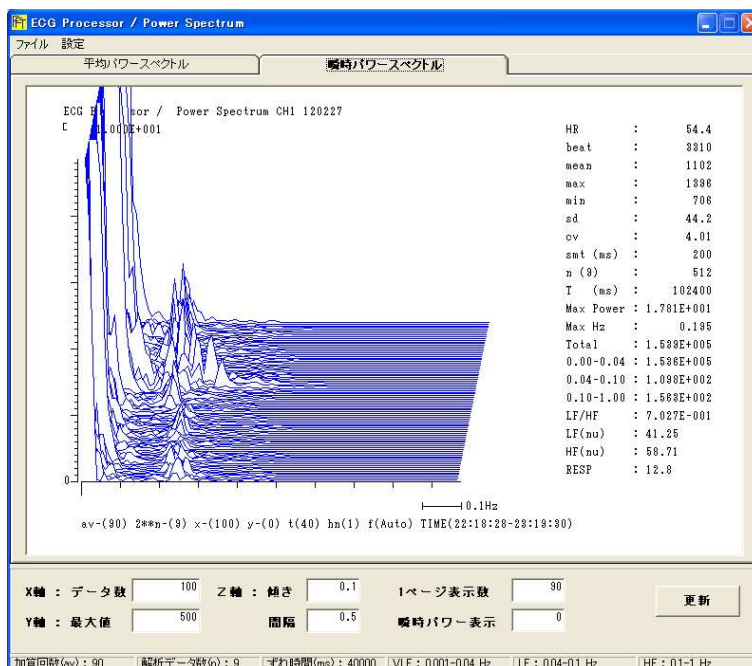 ECG Processor / Power Spectrum
ファイル 設定
平均パワースペクトル 瞬時パワースペクトル
ECG P sor / Power Spectrum CH1 120227
[ 1.000E+001
HR : 54.4
beat : 3310
mean : 1102
max : 1396
min : 706
sd : 44.2
cv : 4.01
smt (ms) : 200
n (9) : 512
T (ms) : 102400
Max Power : 1.781E+001
Max Hz : 0.195
Total : 1.539E+005
0.00-0.04 : 1.536E+005
0.04-0.10 : 1.098E+002
0.10-1.00 : 1.563E+002
LF/HF : 7.027E-001
LF(nu) : 41.25
HF(nu) : 58.71
RESP : 12.8
0
0.1Hz
av-(90) 2**n-(9) x-(100) y-(0) t(40) hn(1) f(Auto) TIME(22:18:28-23:19:30)
X軸 : データ数 100 Z軸 : 傾き 0.1 1ページ表示数 90
更新
Y軸 : 最大値 500 間隔 0.5 瞬時パワー表示 0
加算回数(av) : 90 解析データ数(n) : 9 ずれ時間(ms) : 40000 VLF : 0.001-0.04 Hz LF : 0.04-0.1 Hz HF : 0.1-1 Hz